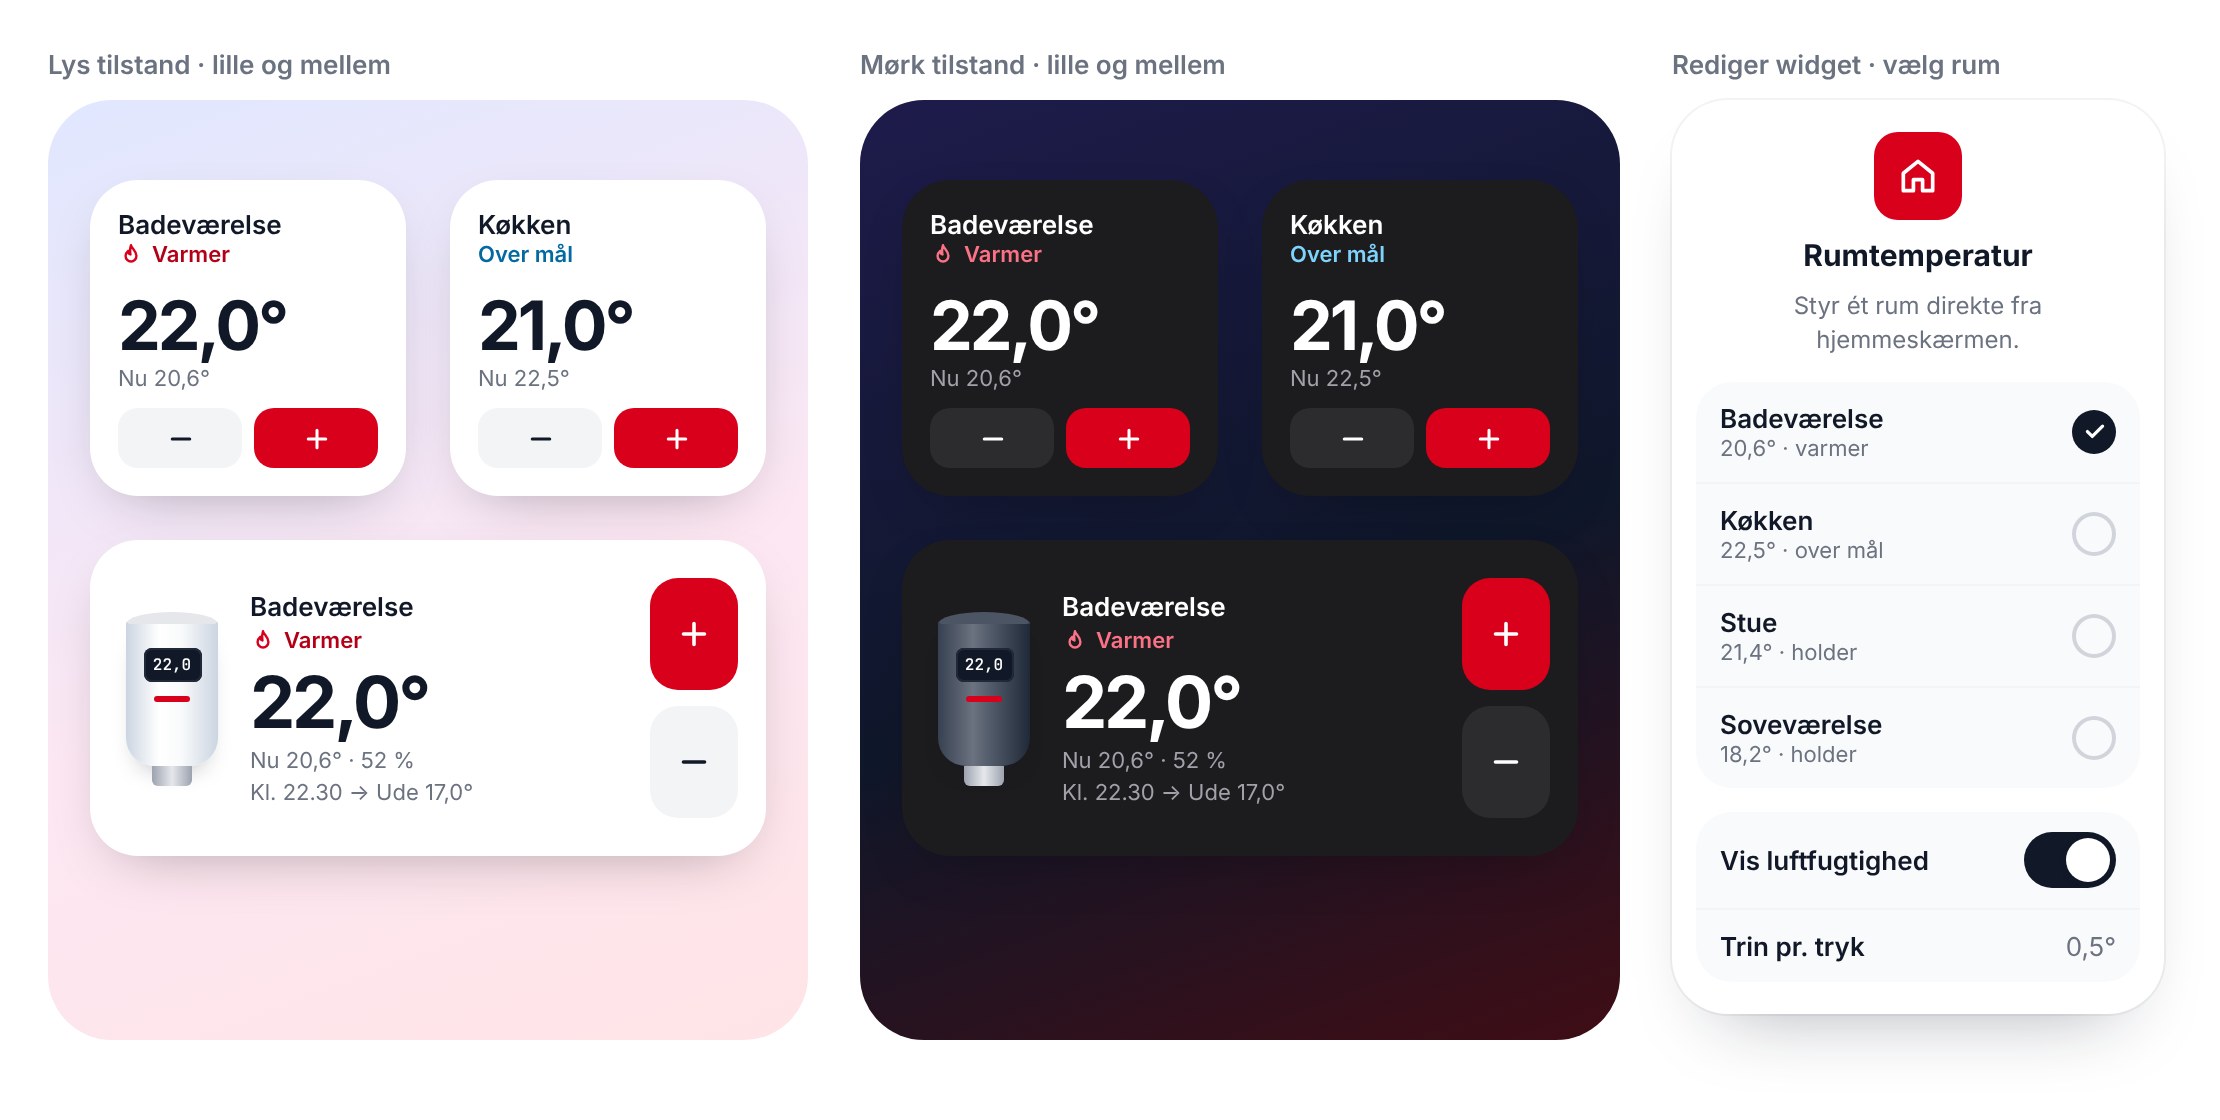 Lys tilstand · lille og mellem
Badeværelse
Varmer
22,0°
Nu 20,6°
− +
Køkken
Over mål
21,0°
Nu 22,5°
− +
22,0
Badeværelse
Varmer
22,0°
Nu 20,6° · 52 %
Kl. 22.30 → Ude 17,0°
+
−
Mørk tilstand · lille og mellem
Badeværelse
Varmer
22,0°
Nu 20,6°
− +
Køkken
Over mål
21,0°
Nu 22,5°
− +
22,0
Badeværelse
Varmer
22,0°
Nu 20,6° · 52 %
Kl. 22.30 → Ude 17,0°
+
−
Rediger widget · vælg rum
Rumtemperatur
Styr ét rum direkte fra
hjemmeskærmen.
Badeværelse
20,6° · varmer
Køkken
22,5° · over mål
Stue
21,4° · holder
Soveværelse
18,2° · holder
Vis luftfugtighed
Trin pr. tryk 0,5°